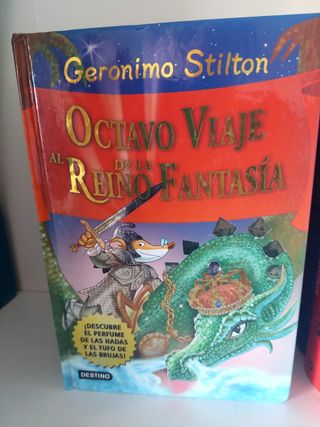 Geronimo Stilton
OCTAVO VIAJE
AL REINO DE LA FANTASÍA
¡DESCUBRE
EL PERFUME
DE LAS HADAS
Y EL TUFO DE
LAS BRUJAS!
DESTINO